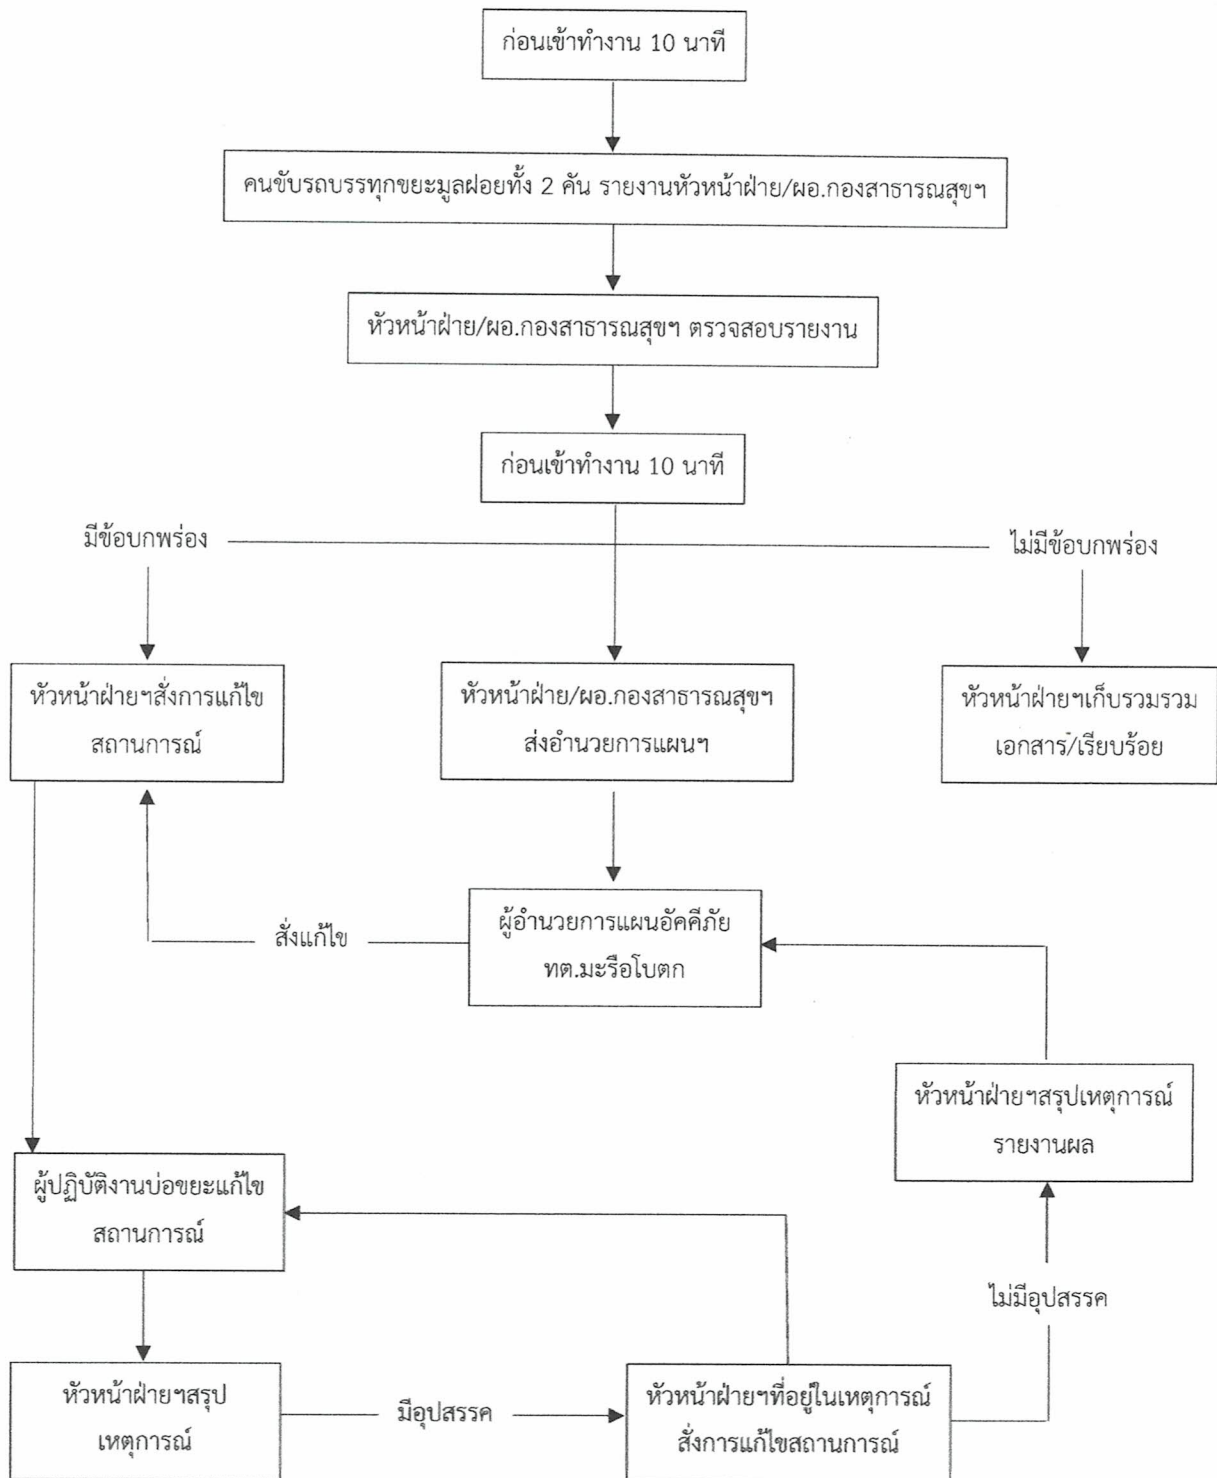 ก่อนเข้าทำงาน 10 นาที
คนขับรถบรรทุกขยะมูลฝอยทั้ง 2 คัน รายงานหัวหน้าฝ่าย/ผอ.กองสาธารณสุขฯ
หัวหน้าฝ่าย/ผอ.กองสาธารณสุขฯ ตรวจสอบรายงาน
ก่อนเข้าทำงาน 10 นาที
มีข้อบกพร่อง
ไม่มีข้อบกพร่อง
หัวหน้าฝ่ายฯสั่งการแก้ไข
สถานการณ์
หัวหน้าฝ่าย/ผอ.กองสาธารณสุขฯ
ส่งอำนวยการแผนฯ
หัวหน้าฝ่ายฯเก็บรวมรวม
เอกสาร/เรียบร้อย
สั่งแก้ไข
ผู้อำนวยการแผนอัคคีภัย
ทต.มะรือโบตก
หัวหน้าฝ่ายฯสรุปเหตุการณ์
รายงานผล
ผู้ปฏิบัติงานบ่อขยะแก้ไข
สถานการณ์
ไม่มีอุปสรรค
หัวหน้าฝ่ายฯสรุป
เหตุการณ์
มีอุปสรรค
หัวหน้าฝ่ายฯที่อยู่ในเหตุการณ์
สั่งการแก้ไขสถานการณ์